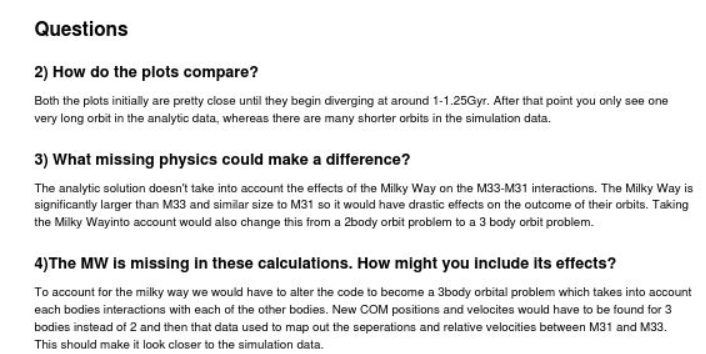 Questions
2) How do the plots compare?
Both the plots initially are pretty close until they begin diverging at around 1-1.25Gyr. After that point you only see one
very long orbit in the analytic data, whereas there are many shorter orbits in the simulation data.
3) What missing physics could make a difference?
The analytic solution doesn't take into account the effects of the Milky Way on the M33-M31 interactions. The Milky Way is
significantly larger than M33 and similar size to M31 so it would have drastic effects on the outcome of their orbits. Taking
the Milky Wayinto account would also change this from a 2body orbit problem to a 3 body orbit problem.
4)The MW is missing in these calculations. How might you include its effects?
To account for the milky way we would have to alter the code to become a 3body orbital problem which takes into account
each bodies interactions with each of the other bodies. New COM positions and velocites would have to be found for 3
bodies instead of 2 and then that data used to map out the seperations and relative velocities between M31 and M33.
This should make it look closer to the simulation data.